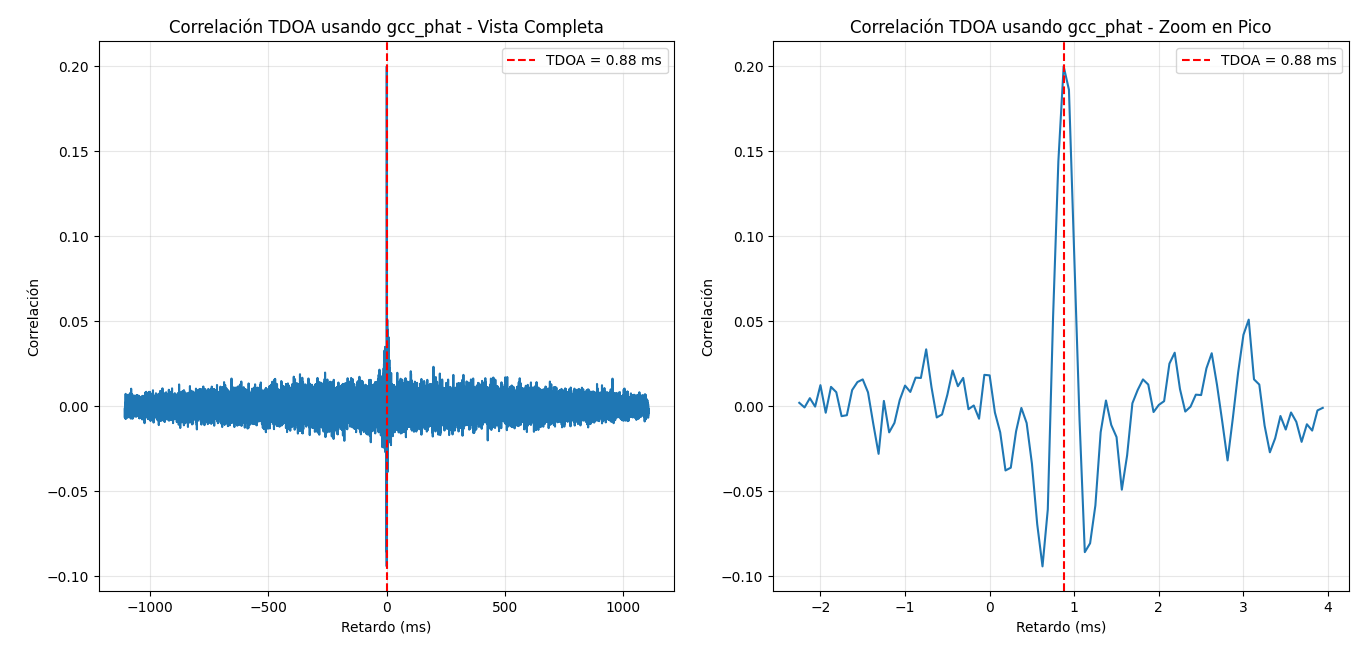 Correlación TDOA usando gcc_phat - Vista Completa
TDOA = 0.88 ms
0.20
0.15
0.10
0.05
0.00
−0.05
−0.10
Correlación
−1000 −500 0 500 1000
Retardo (ms)
Correlación TDOA usando gcc_phat - Zoom en Pico
TDOA = 0.88 ms
0.20
0.15
0.10
0.05
0.00
−0.05
−0.10
Correlación
−2 −1 0 1 2 3 4
Retardo (ms)